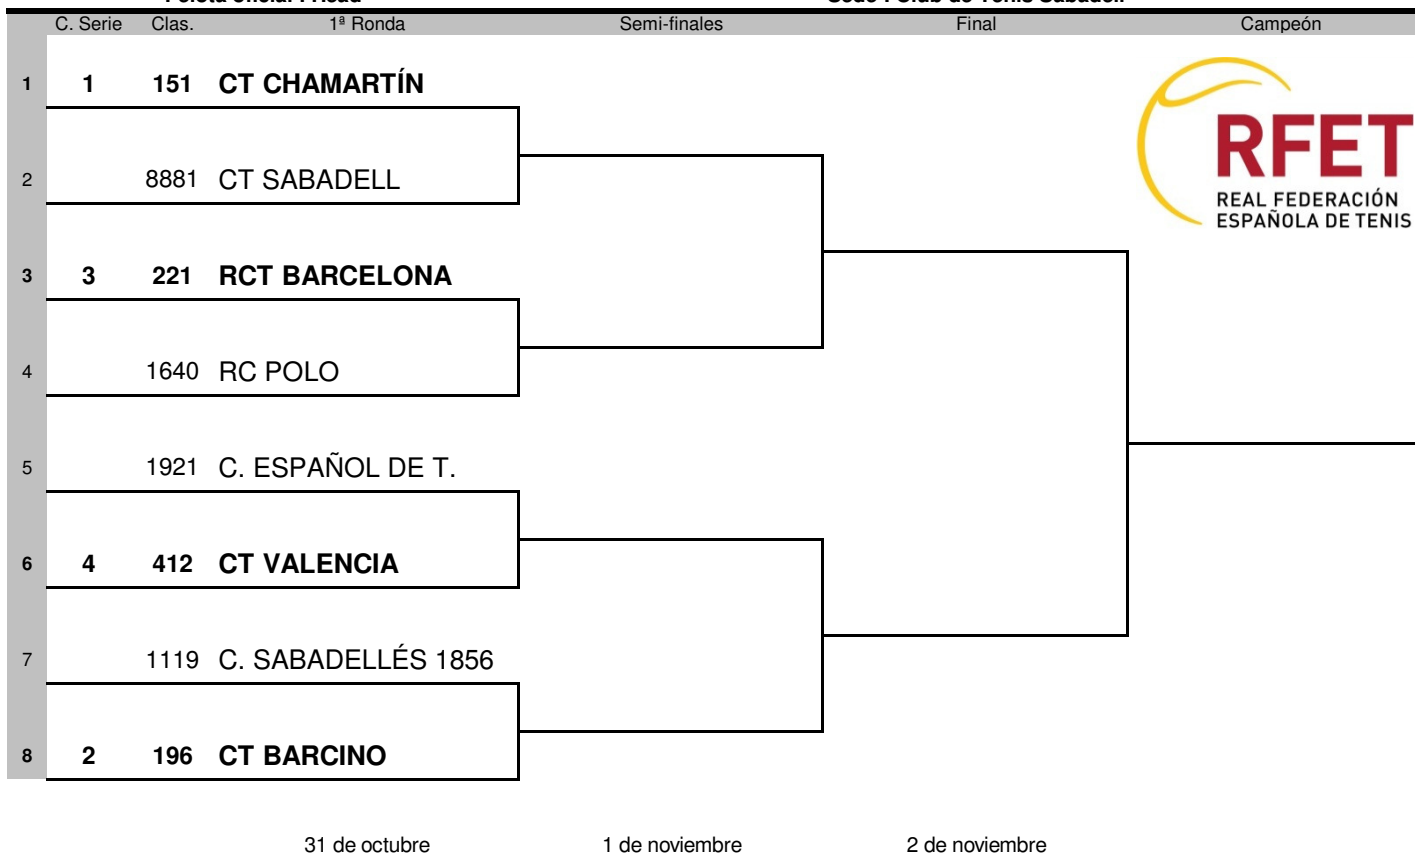 C. Serie Clas. 1ª Ronda Semi-finales Final Campeón
1 1 151 CT CHAMARTÍN
2 8881 CT SABADELL
3 3 221 RCT BARCELONA
4 1640 RC POLO
5 1921 C. ESPAÑOL DE T.
6 4 412 CT VALENCIA
7 1119 C. SABADELLÉS 1856
8 2 196 CT BARCINO
RFET
REAL FEDERACIÓN
ESPAÑOLA DE TENIS
31 de octubre 1 de noviembre 2 de noviembre